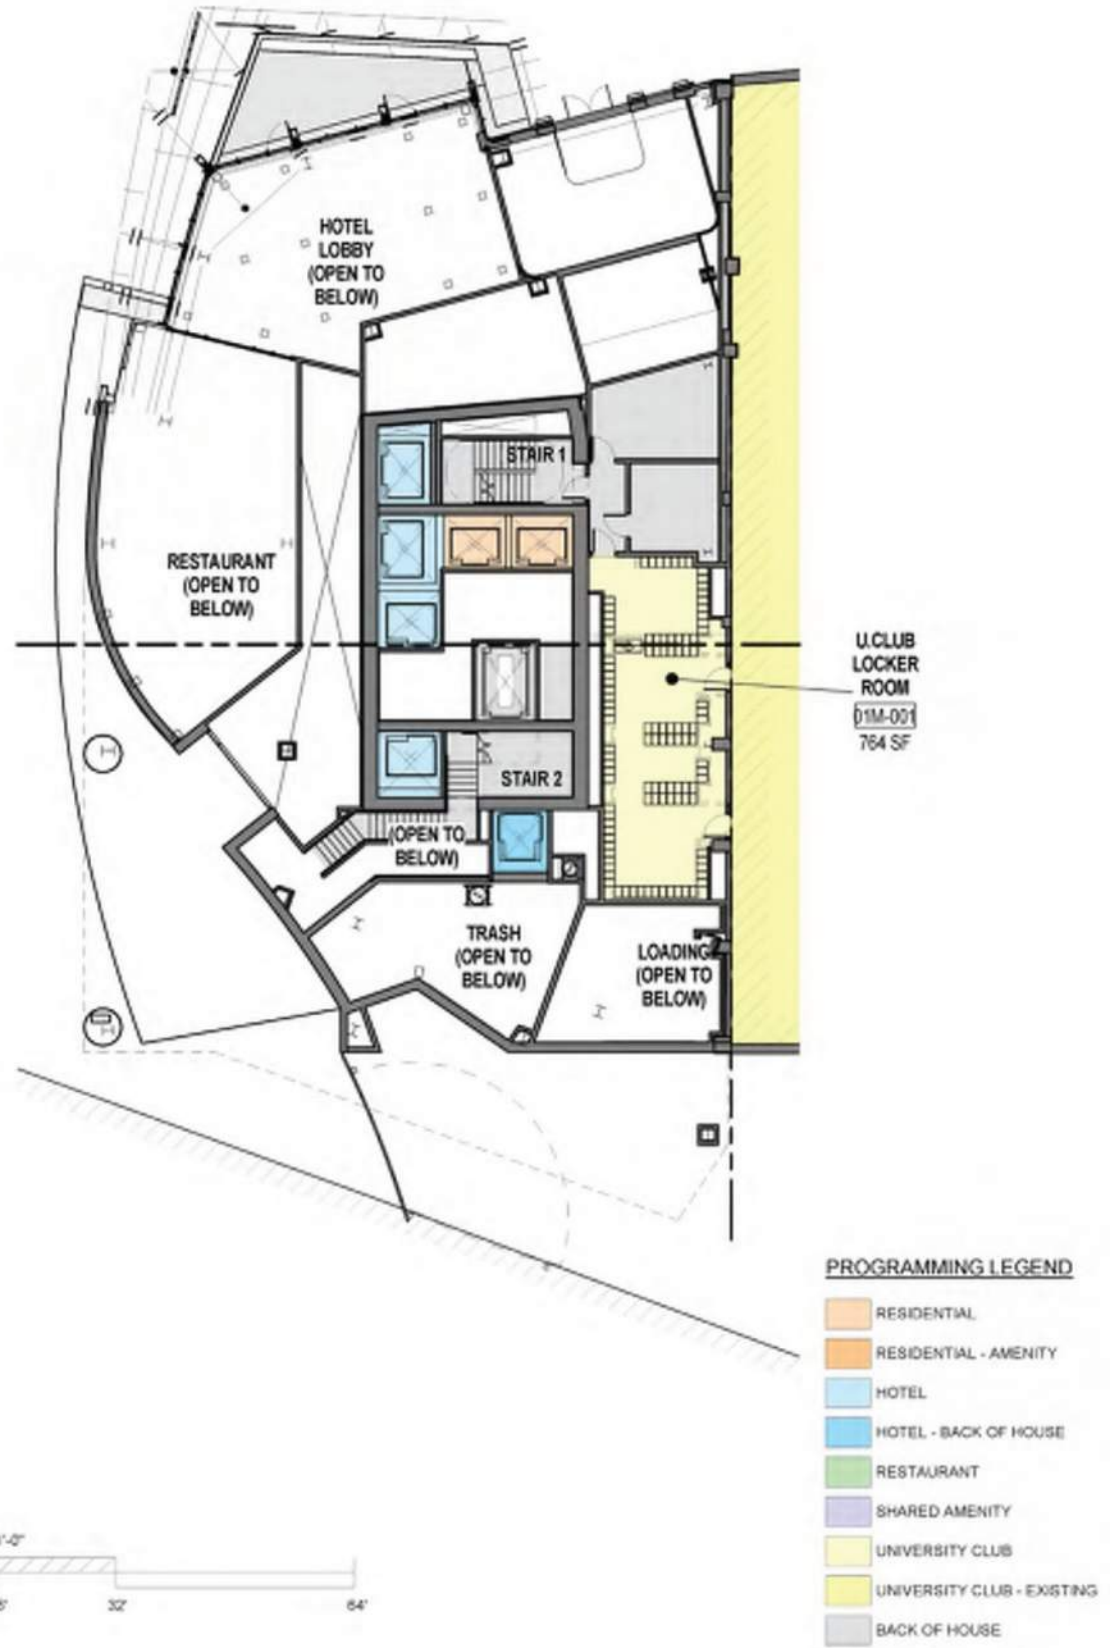 HOTEL
LOBBY
(OPEN TO
BELOW)
STAIR 1
RESTAURANT
(OPEN TO
BELOW)
U.CLUB
LOCKER
ROOM
01M-001
764 SF
STAIR 2
(OPEN TO
BELOW)
TRASH
(OPEN TO
BELOW)
LOADING
(OPEN TO
BELOW)
PROGRAMMING LEGEND
RESIDENTIAL
RESIDENTIAL - AMENITY
HOTEL
HOTEL - BACK OF HOUSE
RESTAURANT
SHARED AMENITY
UNIVERSITY CLUB
UNIVERSITY CLUB - EXISTING
BACK OF HOUSE
32'
64'